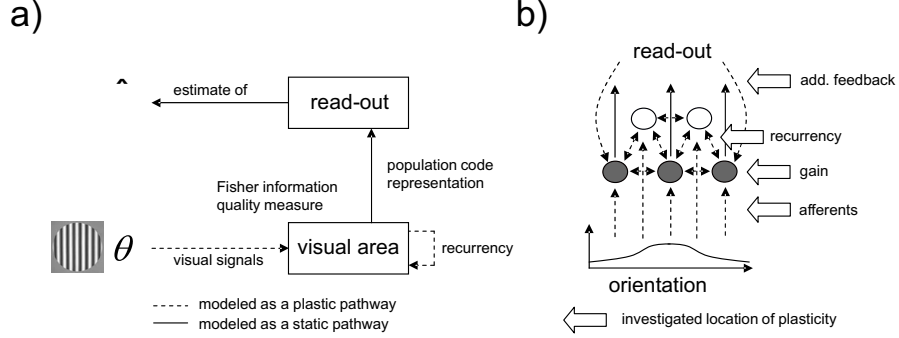 a)
ˆ
estimate of
read-out
Fisher information
quality measure
population code
representation
θ
visual signals
visual area
recurrency
modeled as a plastic pathway
modeled as a static pathway
b)
read-out
add. feedback
recurrency
gain
afferents
orientation
investigated location of plasticity